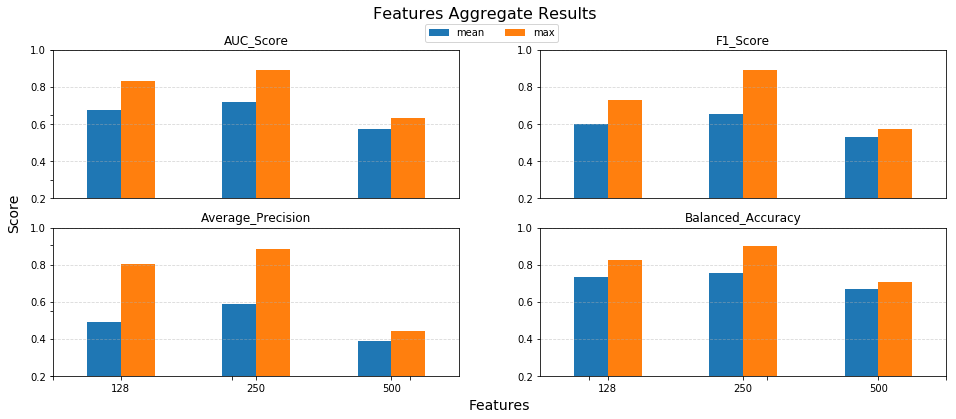 Features Aggregate Results
mean max
AUC_Score
1.0
0.8
0.6
0.4
0.2
F1_Score
1.0
0.8
0.6
0.4
0.2
Score
Average_Precision
1.0
0.8
0.6
0.4
0.2
128 250 500
Balanced_Accuracy
1.0
0.8
0.6
0.4
0.2
128 250 500
Features